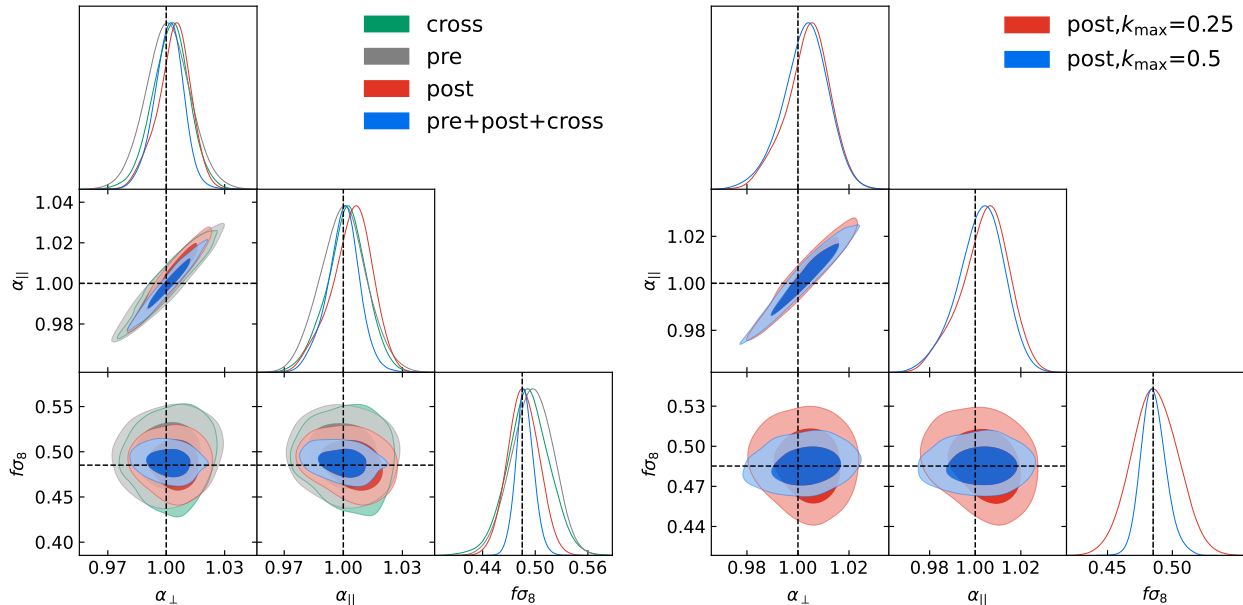 cross
pre
post
pre+post+cross
1.04
1.02
1.00
0.98
α||
0.55
0.50
0.45
0.40
fσ8
0.97 1.00 1.03
α⊥
0.97 1.00 1.03
α||
0.44 0.50 0.56
fσ8
post,kmax=0.25
post,kmax=0.5
1.02
1.00
0.98
α||
0.53
0.50
0.47
0.44
fσ8
0.98 1.00 1.02
α⊥
0.98 1.00 1.02
α||
0.45 0.50
fσ8